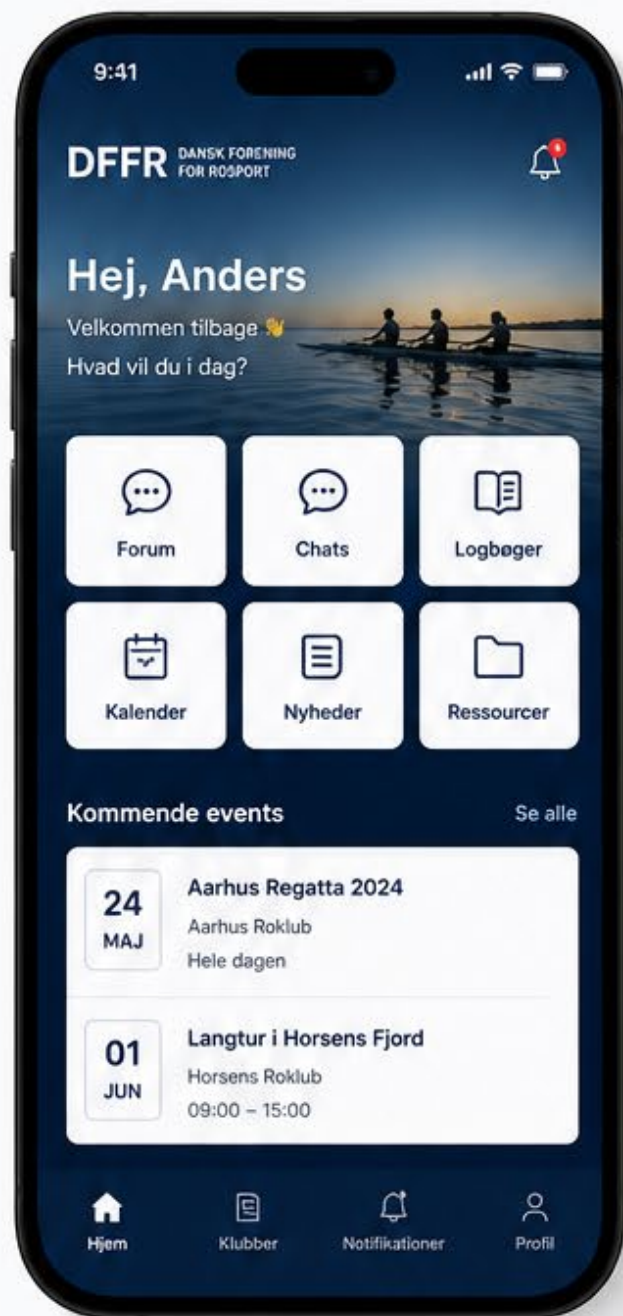 9:41
DFFR DANSK FORENING
FOR ROSPORT
Hej, Anders
Velkommen tilbage 👋
Hvad vil du i dag?
Forum Chats Logbøger
Kalender Nyheder Ressourcer
Kommende events Se alle
24
MAJ
Aarhus Regatta 2024
Aarhus Roklub
Hele dagen
01
JUN
Langtur i Horsens Fjord
Horsens Roklub
09:00 – 15:00
Hjem Klubber Notifikationer Profil